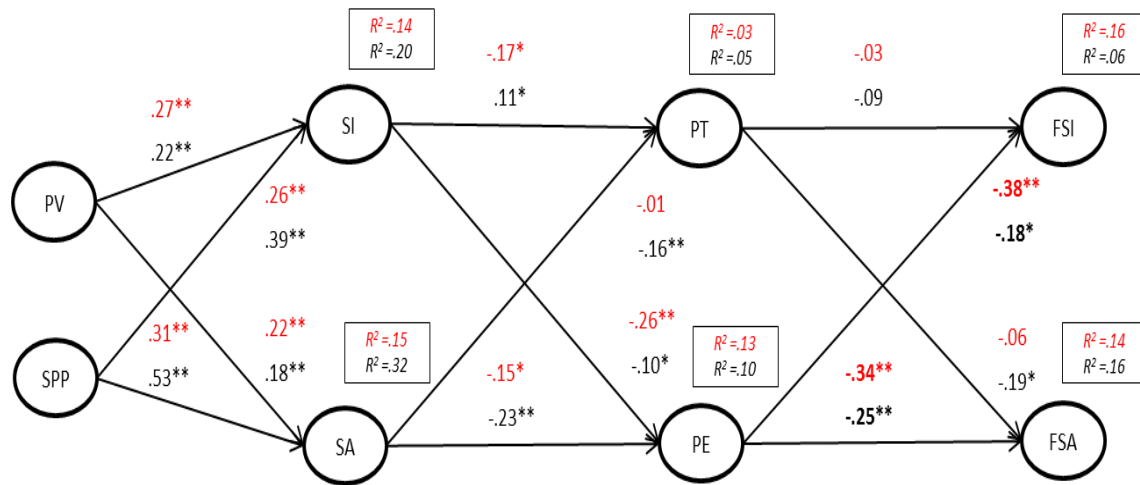 R² =.14
R² =.20
-.17*
.11*
R² =.03
R² =.05
-.03
-.09
R² =.16
R² =.06
.27**
.22**
SI
PT
FSI
PV
.26**
.39**
-.01
-.16**
-.38**
-.18*
SPP
.31**
.53**
.22**
.18**
R² =.15
R² =.32
-.15*
-.23**
-.26**
-.10*
R² =.13
R² =.10
-.34**
-.25**
-.06
-.19*
R² =.14
R² =.16
SA
PE
FSA